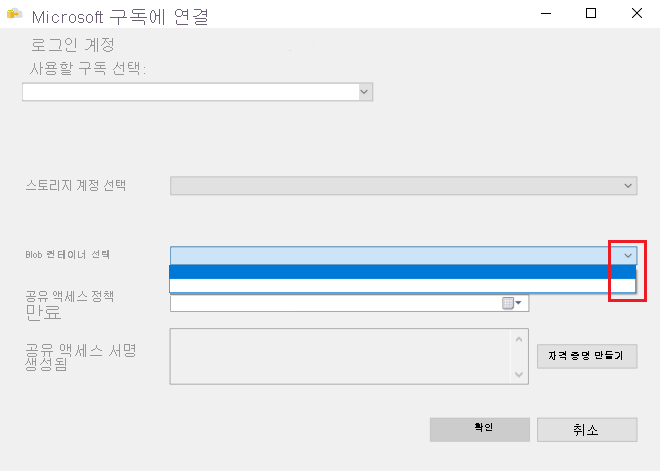 Microsoft 구독에 연결
로그인 계정
사용할 구독 선택:
스토리지 계정 선택
Blob 컨테이너 선택
공유 액세스 정책
만료
공유 액세스 서명
생성됨
자격 증명 만들기
확인
취소